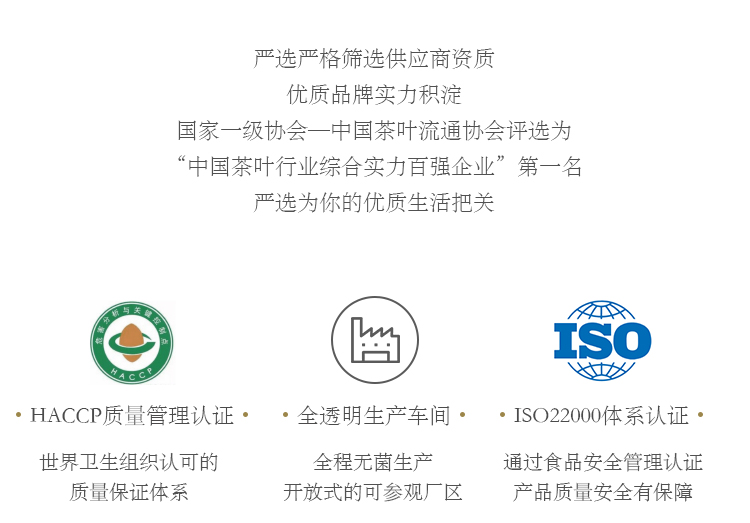 严选严格筛选供应商资质
优质品牌实力积淀
国家一级协会—中国茶叶流通协会评选为
“中国茶叶行业综合实力百强企业”第一名
严选为你的优质生活把关
危害分析与关键控制点
HACCP
ISO
• HACCP质量管理认证 •
• 全透明生产车间 •
• ISO22000体系认证 •
世界卫生组织认可的
质量保证体系
全程无菌生产
开放式的可参观厂区
通过食品安全管理认证
产品质量安全有保障